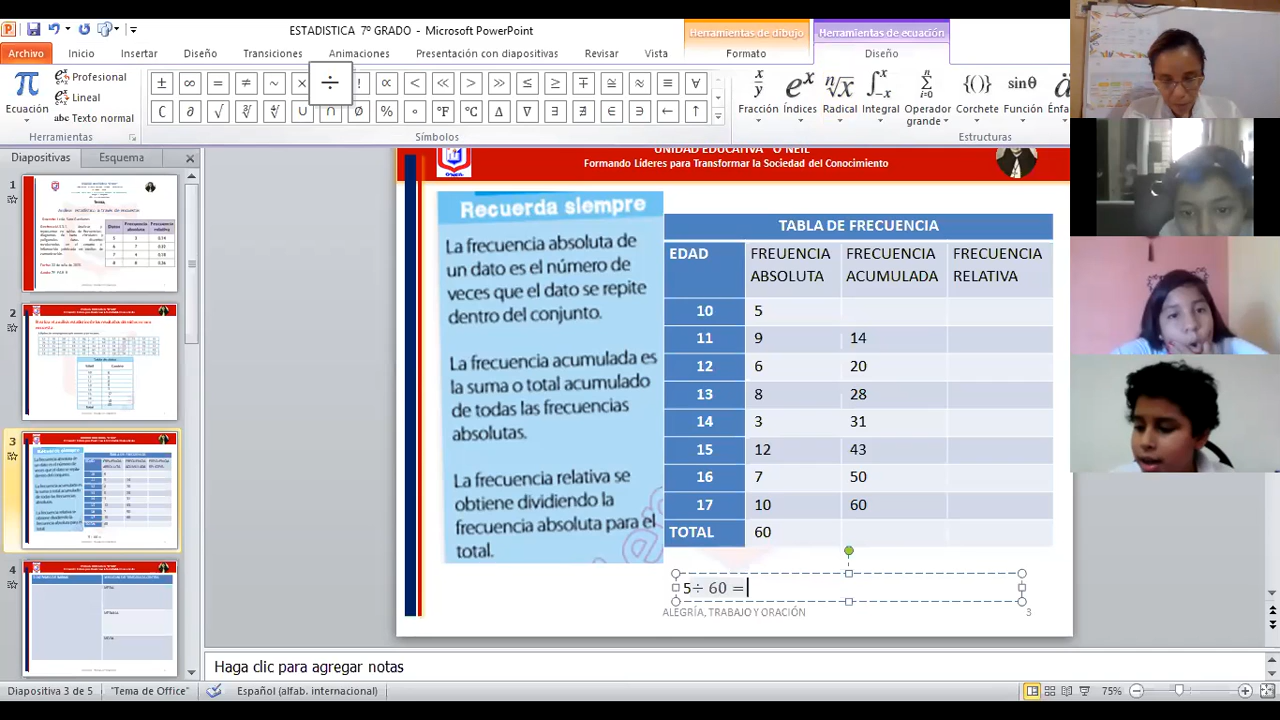 ESTADISTICA 7º GRADO - Microsoft PowerPoint
Herramientas de dibujo
Herramientas de ecuación
Archivo Inicio Insertar Diseño Transiciones Animaciones Presentación con diapositivas Revisar Vista Formato Diseño
π Ecuación
Profesional
Lineal
abc Texto normal
± ∞ = ≠ ~ × ÷ ! ∝ < ≪ > ≫ ≤ ≥ ∓ ≅ ≈ ≡ ∀
∁ ∂ √ ∛ ∜ ∪ ∩ ∅ % °F °C ∆ ∇ ∃ ∄ ∈ ∋ ← ↑
Fracción Índices Radical Integral Operador grande Corchete Función
Herramientas Símbolos Estructuras
Diapositivas Esquema
1
2
3
4
UNIDAD EDUCATIVA "O´NEIL"
Formando Líderes para Transformar la Sociedad del Conocimiento
Recuerda siempre
La frecuencia absoluta de
un dato es el número de
veces que el dato se repite
dentro del conjunto.
La frecuencia acumulada es
la suma o total acumulado
de todas las frecuencias
absolutas.
La frecuencia relativa se
obtiene dividiendo la
frecuencia absoluta para el
total.
TABLA DE FRECUENCIA
EDAD FREUENCIA ABSOLUTA FRECUENCIA ACUMULADA FRECUENCIA RELATIVA
10 5
11 9 14
12 6 20
13 8 28
14 3 31
15 12 43
16 7 50
17 10 60
TOTAL 60
5÷ 60 =
ALEGRÍA, TRABAJO Y ORACIÓN 3
Haga clic para agregar notas
Diapositiva 3 de 5 "Tema de Office" Español (alfab. internacional) 75%